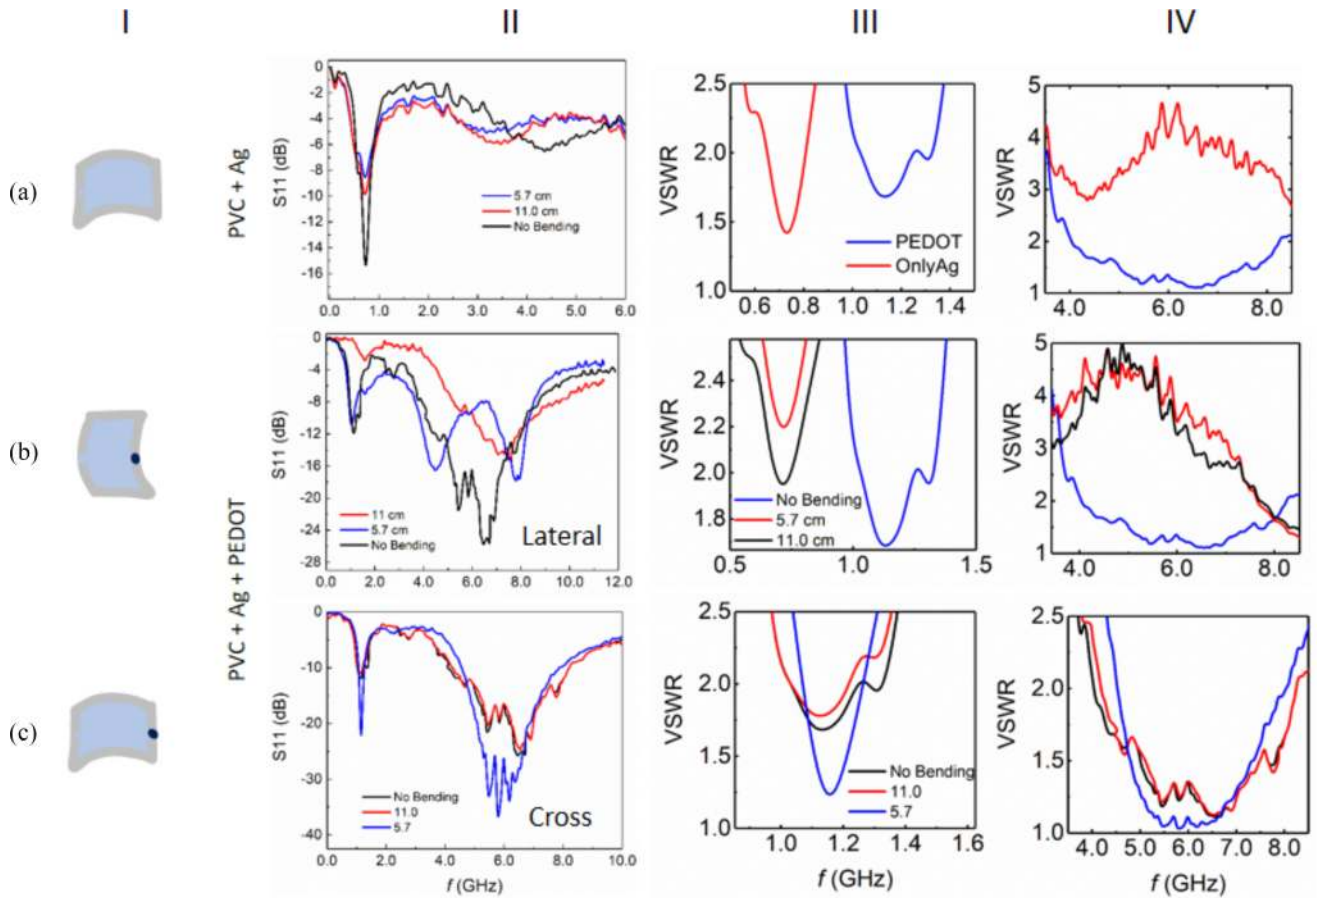 I II III IV
(a)
PVC + Ag
0
-2
-4
-6
-8
-10
-12
-14
-16
S11 (dB)
5.7 cm
11.0 cm
No Bending
0.0 1.0 2.0 3.0 4.0 5.0 6.0
2.5
2.0
1.5
1.0
VSWR
PEDOT
OnlyAg
0.6 0.8 1.0 1.2 1.4
5
4
3
2
1
VSWR
4.0 6.0 8.0
(b)
PVC + Ag + PEDOT
0
-4
-8
-12
-16
-20
-24
-28
S11 (dB)
11 cm
5.7 cm
No Bending
Lateral
0.0 2.0 4.0 6.0 8.0 10.0 12.0
2.4
2.2
2.0
1.8
VSWR
No Bending
5.7 cm
11.0 cm
0.5 1.0 1.5
5
4
3
2
1
VSWR
4.0 6.0 8.0
(c)
0
-10
-20
-30
-40
S11 (dB)
No Bending
11.0
5.7
Cross
0.0 2.0 4.0 6.0 8.0 10.0
f (GHz)
2.5
2.0
1.5
1.0
VSWR
No Bending
11.0
5.7
1.0 1.2 1.4 1.6
f (GHz)
2.5
2.0
1.5
1.0
VSWR
4.0 5.0 6.0 7.0 8.0
f (GHz)